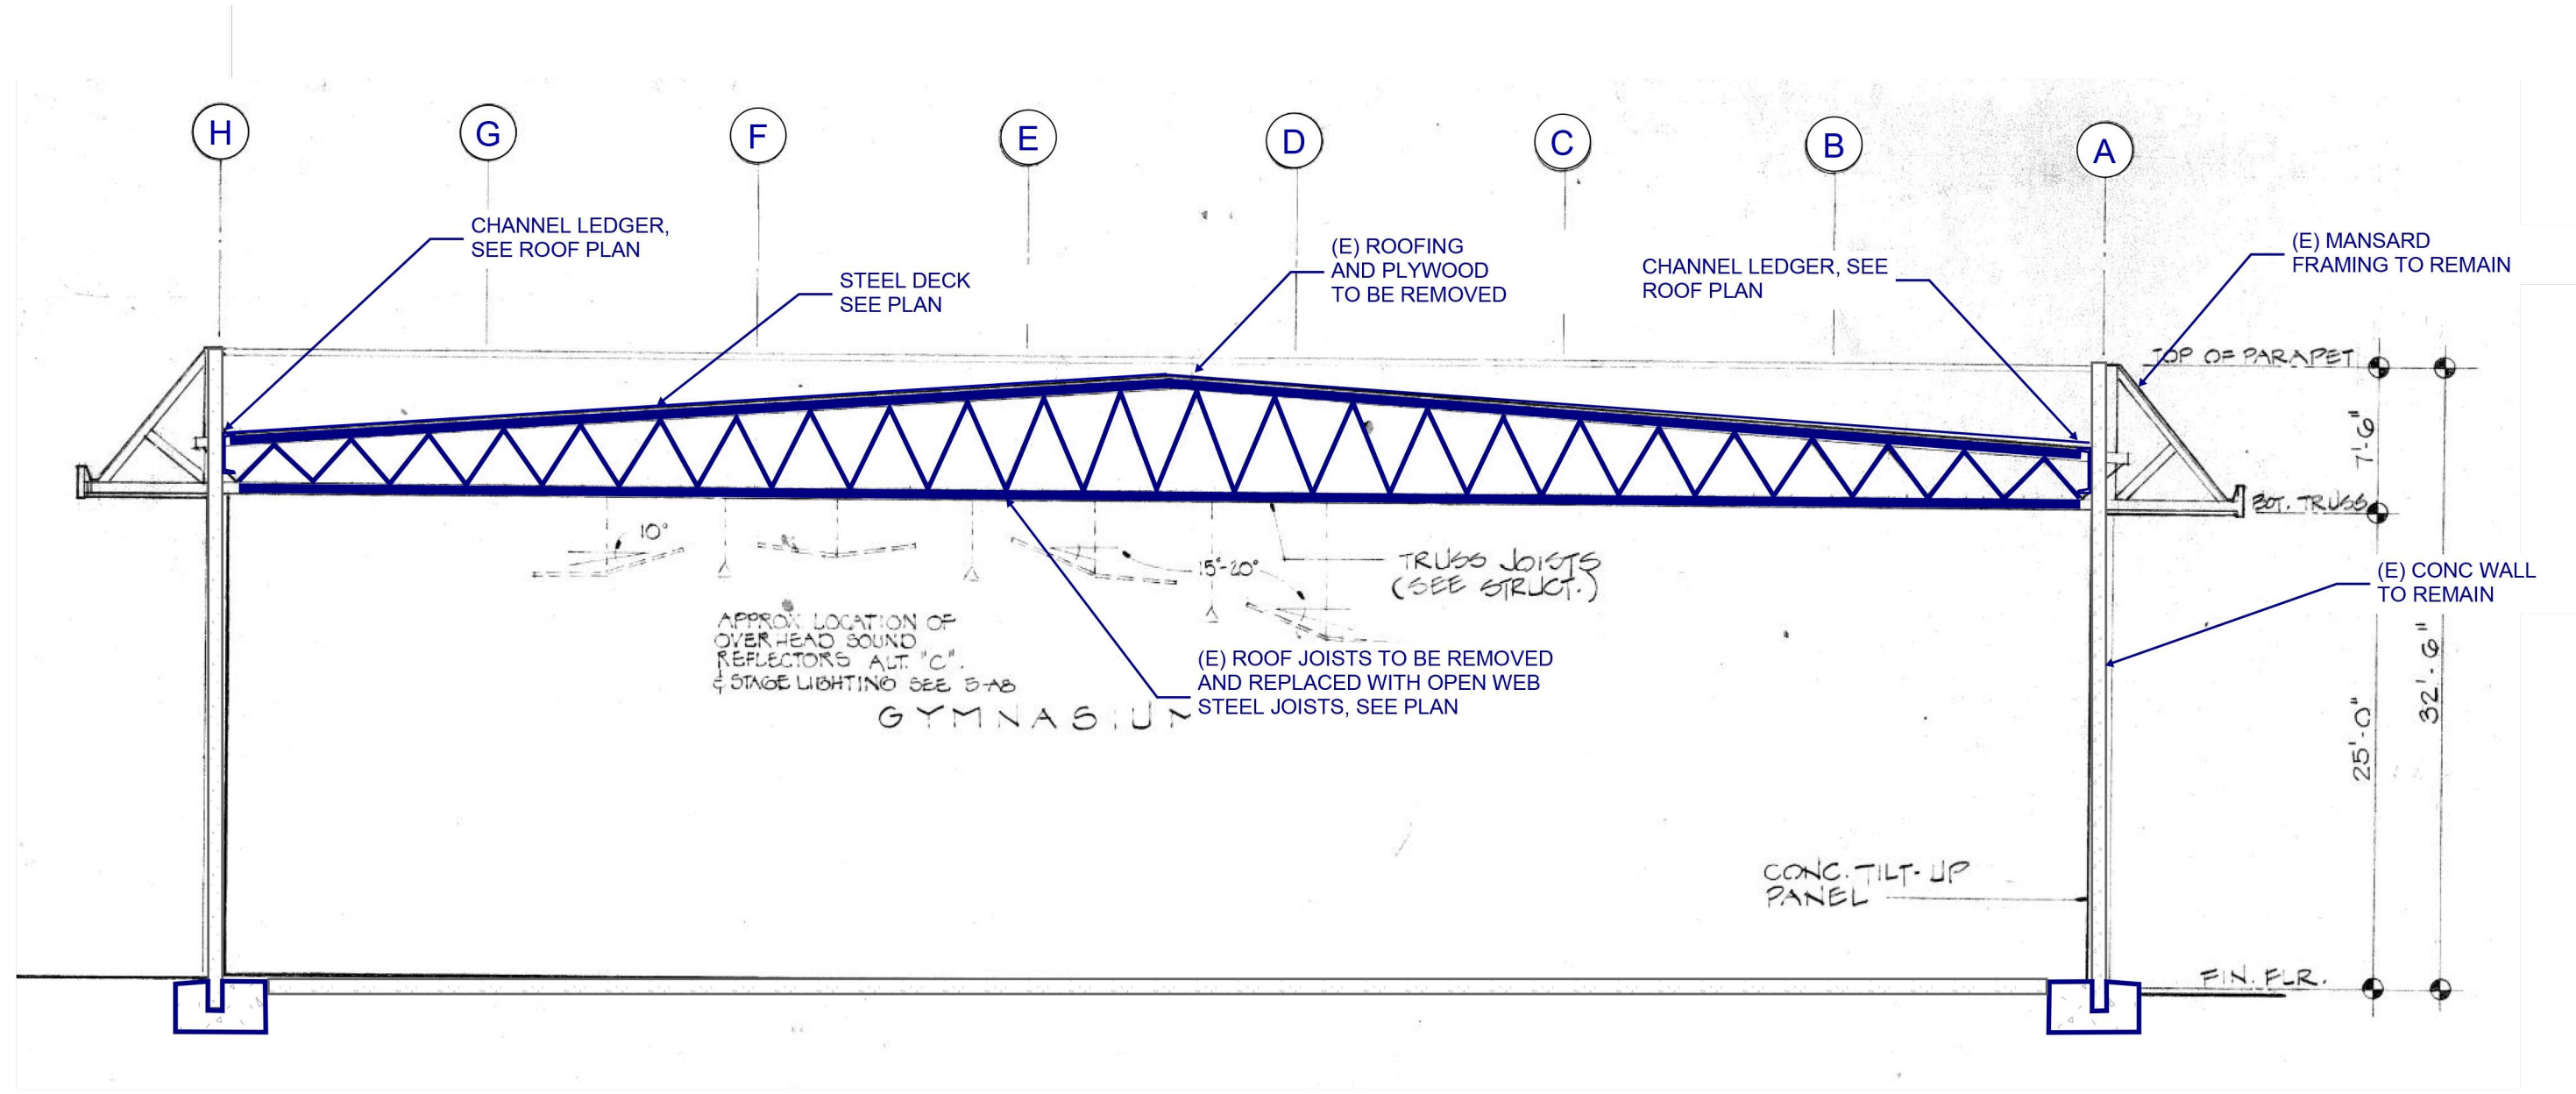 H
G
F
E
D
C
B
A
CHANNEL LEDGER,
SEE ROOF PLAN
STEEL DECK
SEE PLAN
(E) ROOFING
AND PLYWOOD
TO BE REMOVED
CHANNEL LEDGER, SEE
ROOF PLAN
(E) MANSARD
FRAMING TO REMAIN
TOP OF PARAPET
7'-6"
BOT. TRUSS
10°
15°-20°
TRUSS JOISTS
(SEE STRUCT.)
(E) CONC WALL
TO REMAIN
APPROX. LOCATION OF
OVERHEAD SOUND
REFLECTORS ALT. "C".
& STAGE LIGHTING SEE 5-A8
GYMNASIUM
(E) ROOF JOISTS TO BE REMOVED
AND REPLACED WITH OPEN WEB
STEEL JOISTS, SEE PLAN
25'-0"
32'-6"
CONC. TILT-UP
PANEL
FIN. FLR.